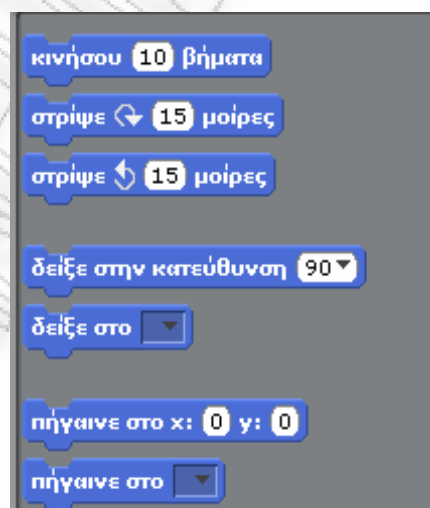 κινήσου 10 βήματα
στρίψε 15 μοίρες
στρίψε 15 μοίρες
δείξε στην κατεύθυνση 90
δείξε στο
πήγαινε στο x: 0 y: 0
πήγαινε στο